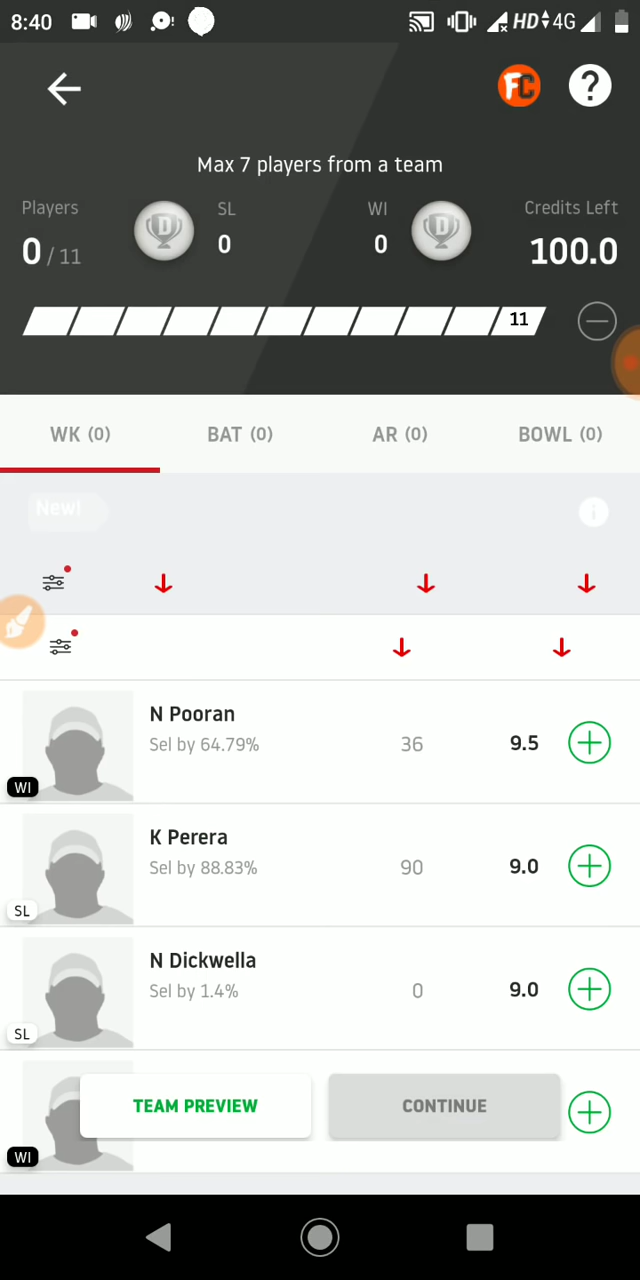 8:40 HD 4G
FC ?
Max 7 players from a team
Players SL WI Credits Left
0 / 11 D 0 0 D 100.0
11
WK (0) BAT (0) AR (0) BOWL (0)
New!
N Pooran
Sel by 64.79% 36 9.5
WI
K Perera
Sel by 88.83% 90 9.0
SL
N Dickwella
Sel by 1.4% 0 9.0
SL
TEAM PREVIEW CONTINUE
WI